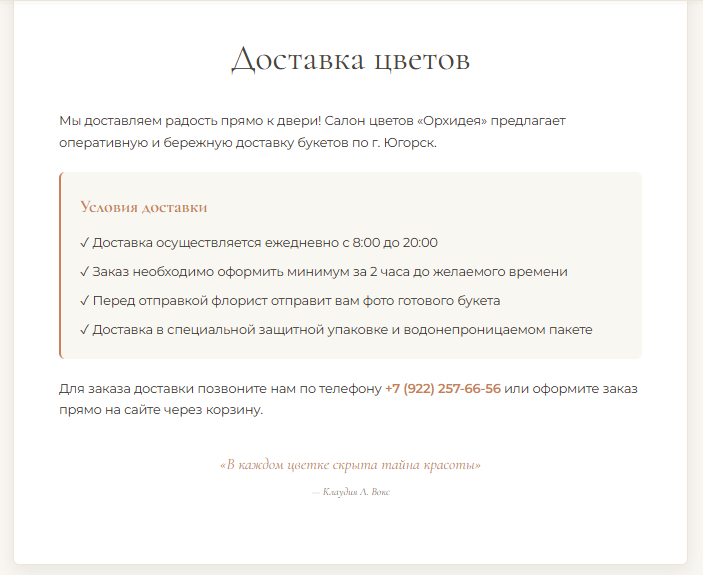 Доставка цветов
Мы доставляем радость прямо к двери! Салон цветов «Орхидея» предлагает
оперативную и бережную доставку букетов по г. Югорск.
Условия доставки
✓ Доставка осуществляется ежедневно с 8:00 до 20:00
✓ Заказ необходимо оформить минимум за 2 часа до желаемого времени
✓ Перед отправкой флорист отправит вам фото готового букета
✓ Доставка в специальной защитной упаковке и водонепроницаемом пакете
Для заказа доставки позвоните нам по телефону +7 (922) 257-66-56 или оформите заказ
прямо на сайте через корзину.
«В каждом цветке скрыта тайна красоты»
— Клаудия А. Вокс